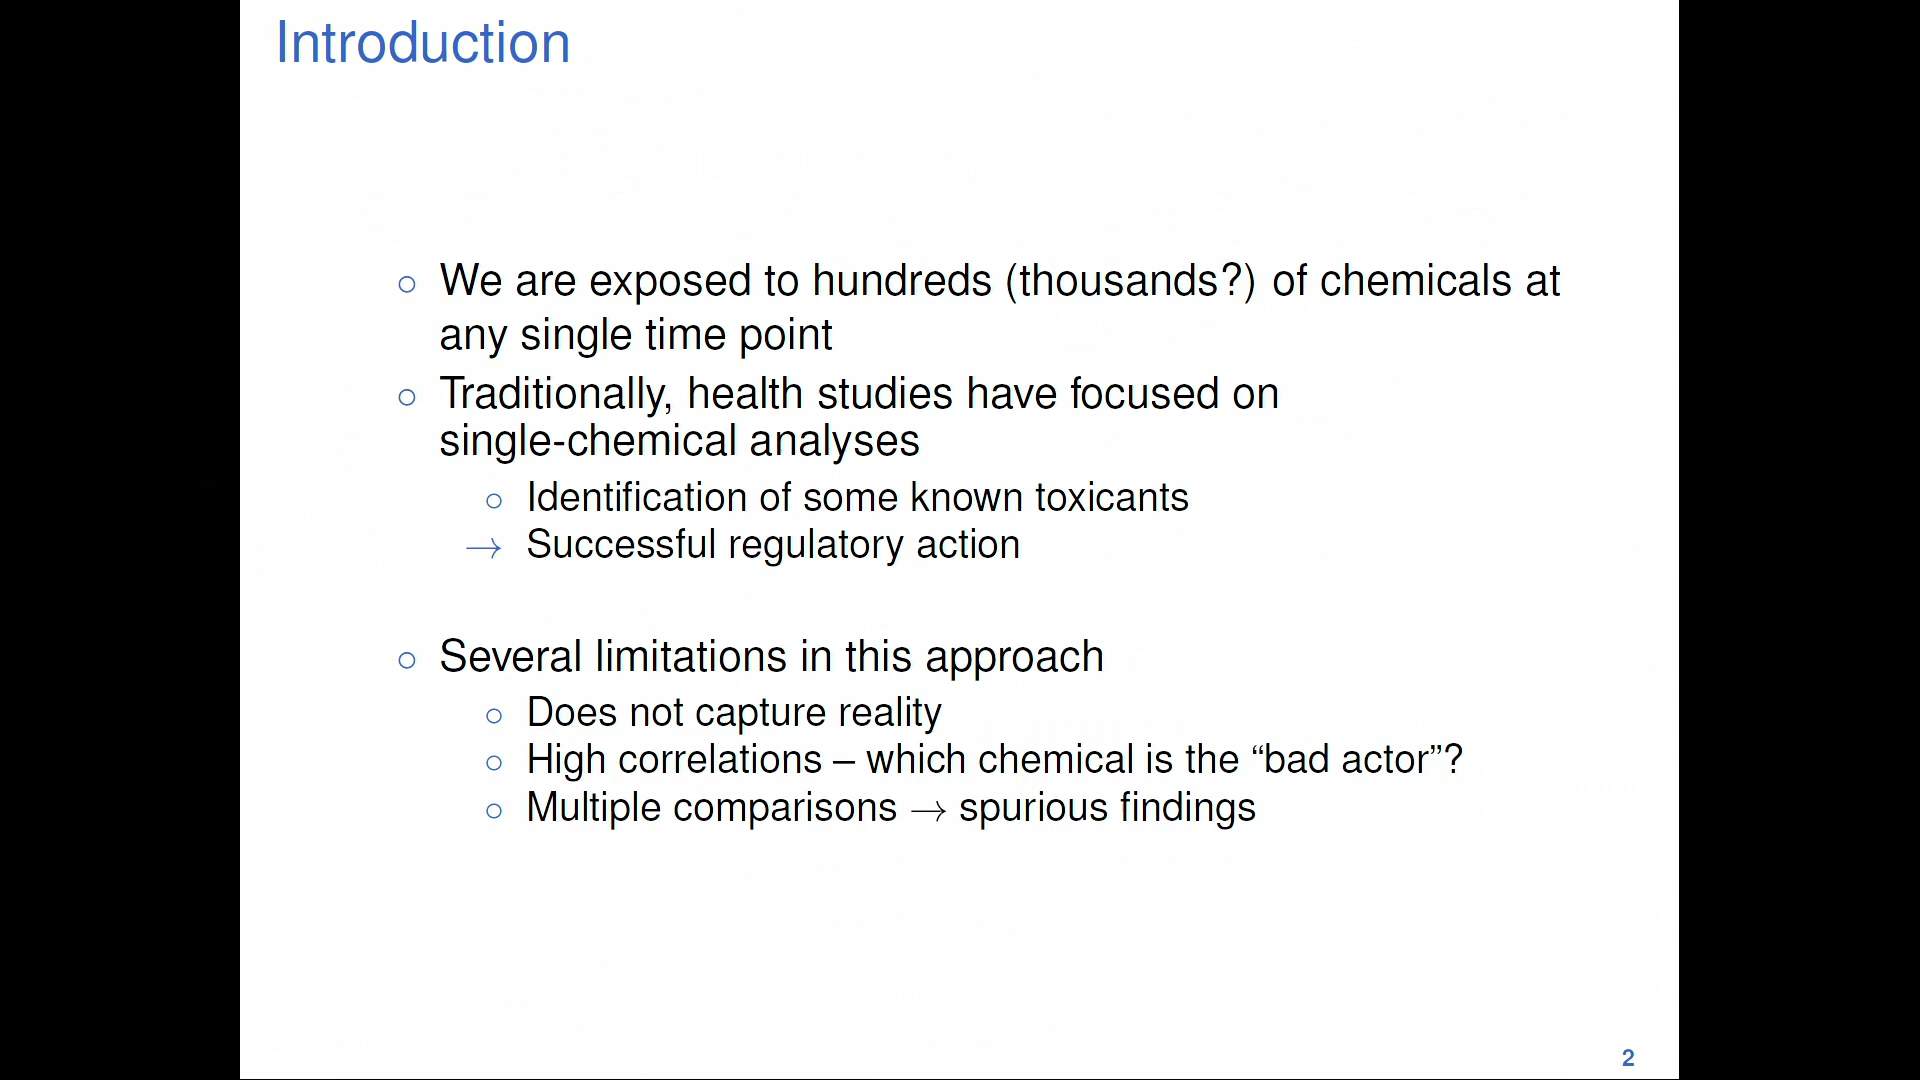 Introduction
○ We are exposed to hundreds (thousands?) of chemicals at
any single time point
○ Traditionally, health studies have focused on
single-chemical analyses
○ Identification of some known toxicants
→ Successful regulatory action
○ Several limitations in this approach
○ Does not capture reality
○ High correlations – which chemical is the “bad actor”?
○ Multiple comparisons → spurious findings
2